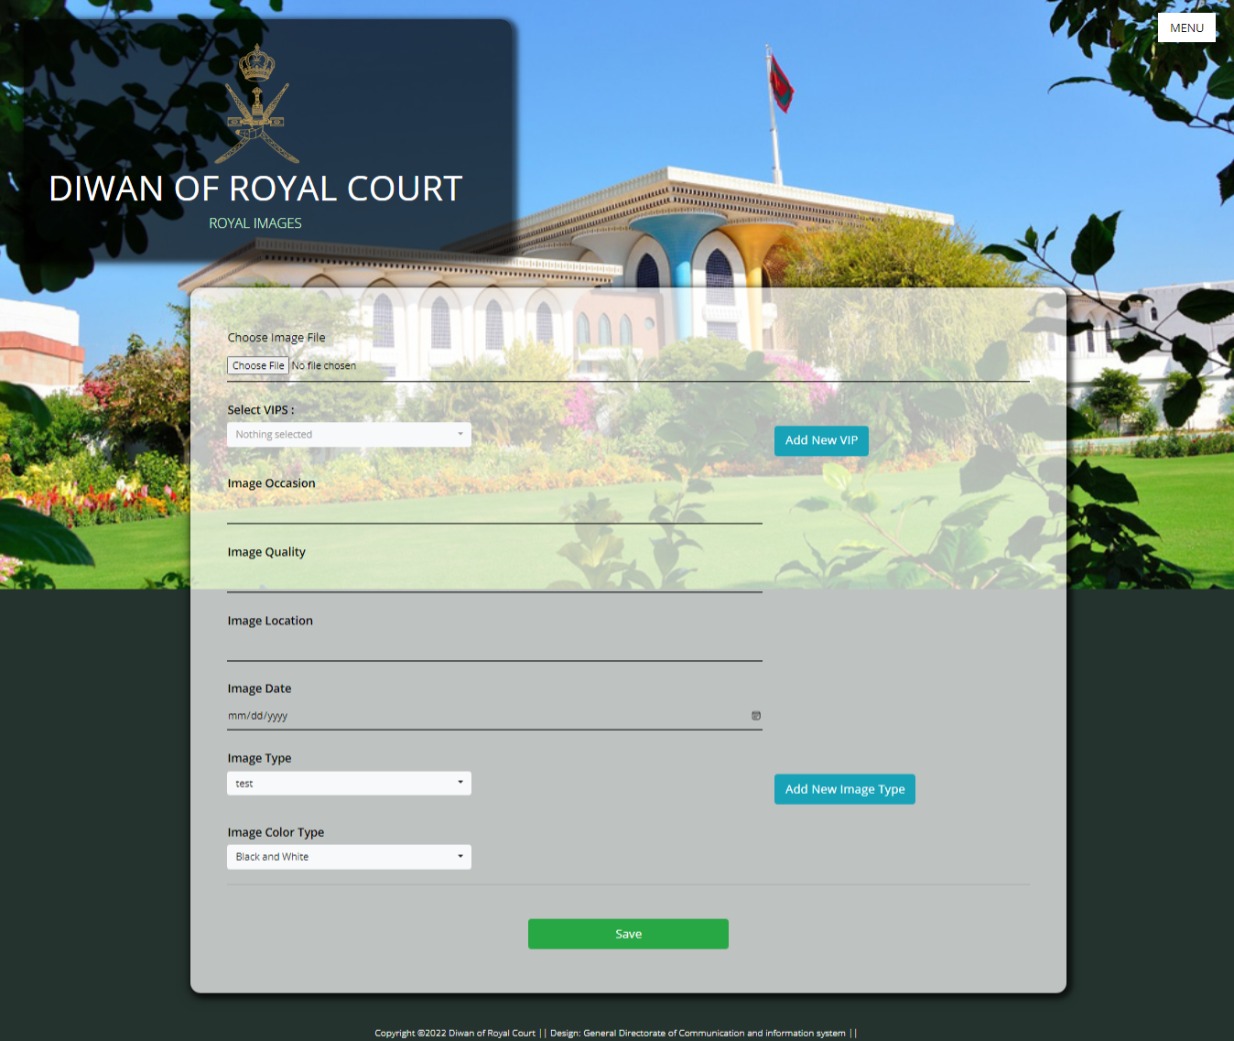 MENU
DIWAN OF ROYAL COURT
ROYAL IMAGES
Choose Image File
Choose File No file chosen
Select VIPS :
Nothing selected
Add New VIP
Image Occasion
Image Quality
Image Location
Image Date
mm/dd/yyyy
Image Type
test
Add New Image Type
Image Color Type
Black and White
Save
Copyright ©2022 Diwan of Royal Court || Design: General Directorate of Communication and information system ||